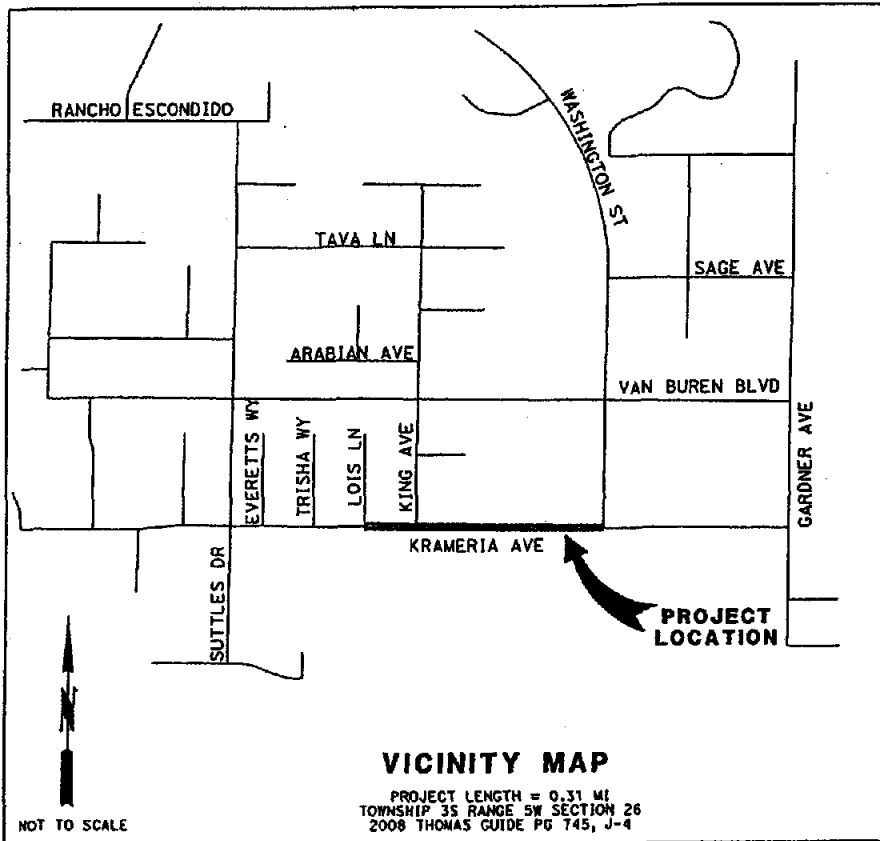 RANCHO ESCONDIDO
WASHINGTON ST
TAVA LN
SAGE AVE
ARABIAN AVE
VAN BUREN BLVD
EVERETTS WY
TRISHA WY
LOIS LN
KING AVE
GARDNER AVE
KRAMERIA AVE
SUTTLES DR
PROJECT
LOCATION
N
NOT TO SCALE
VICINITY MAP
PROJECT LENGTH = 0.31 MI
TOWNSHIP 3S RANGE 5W SECTION 26
2008 THOMAS GUIDE PG 745, J-4